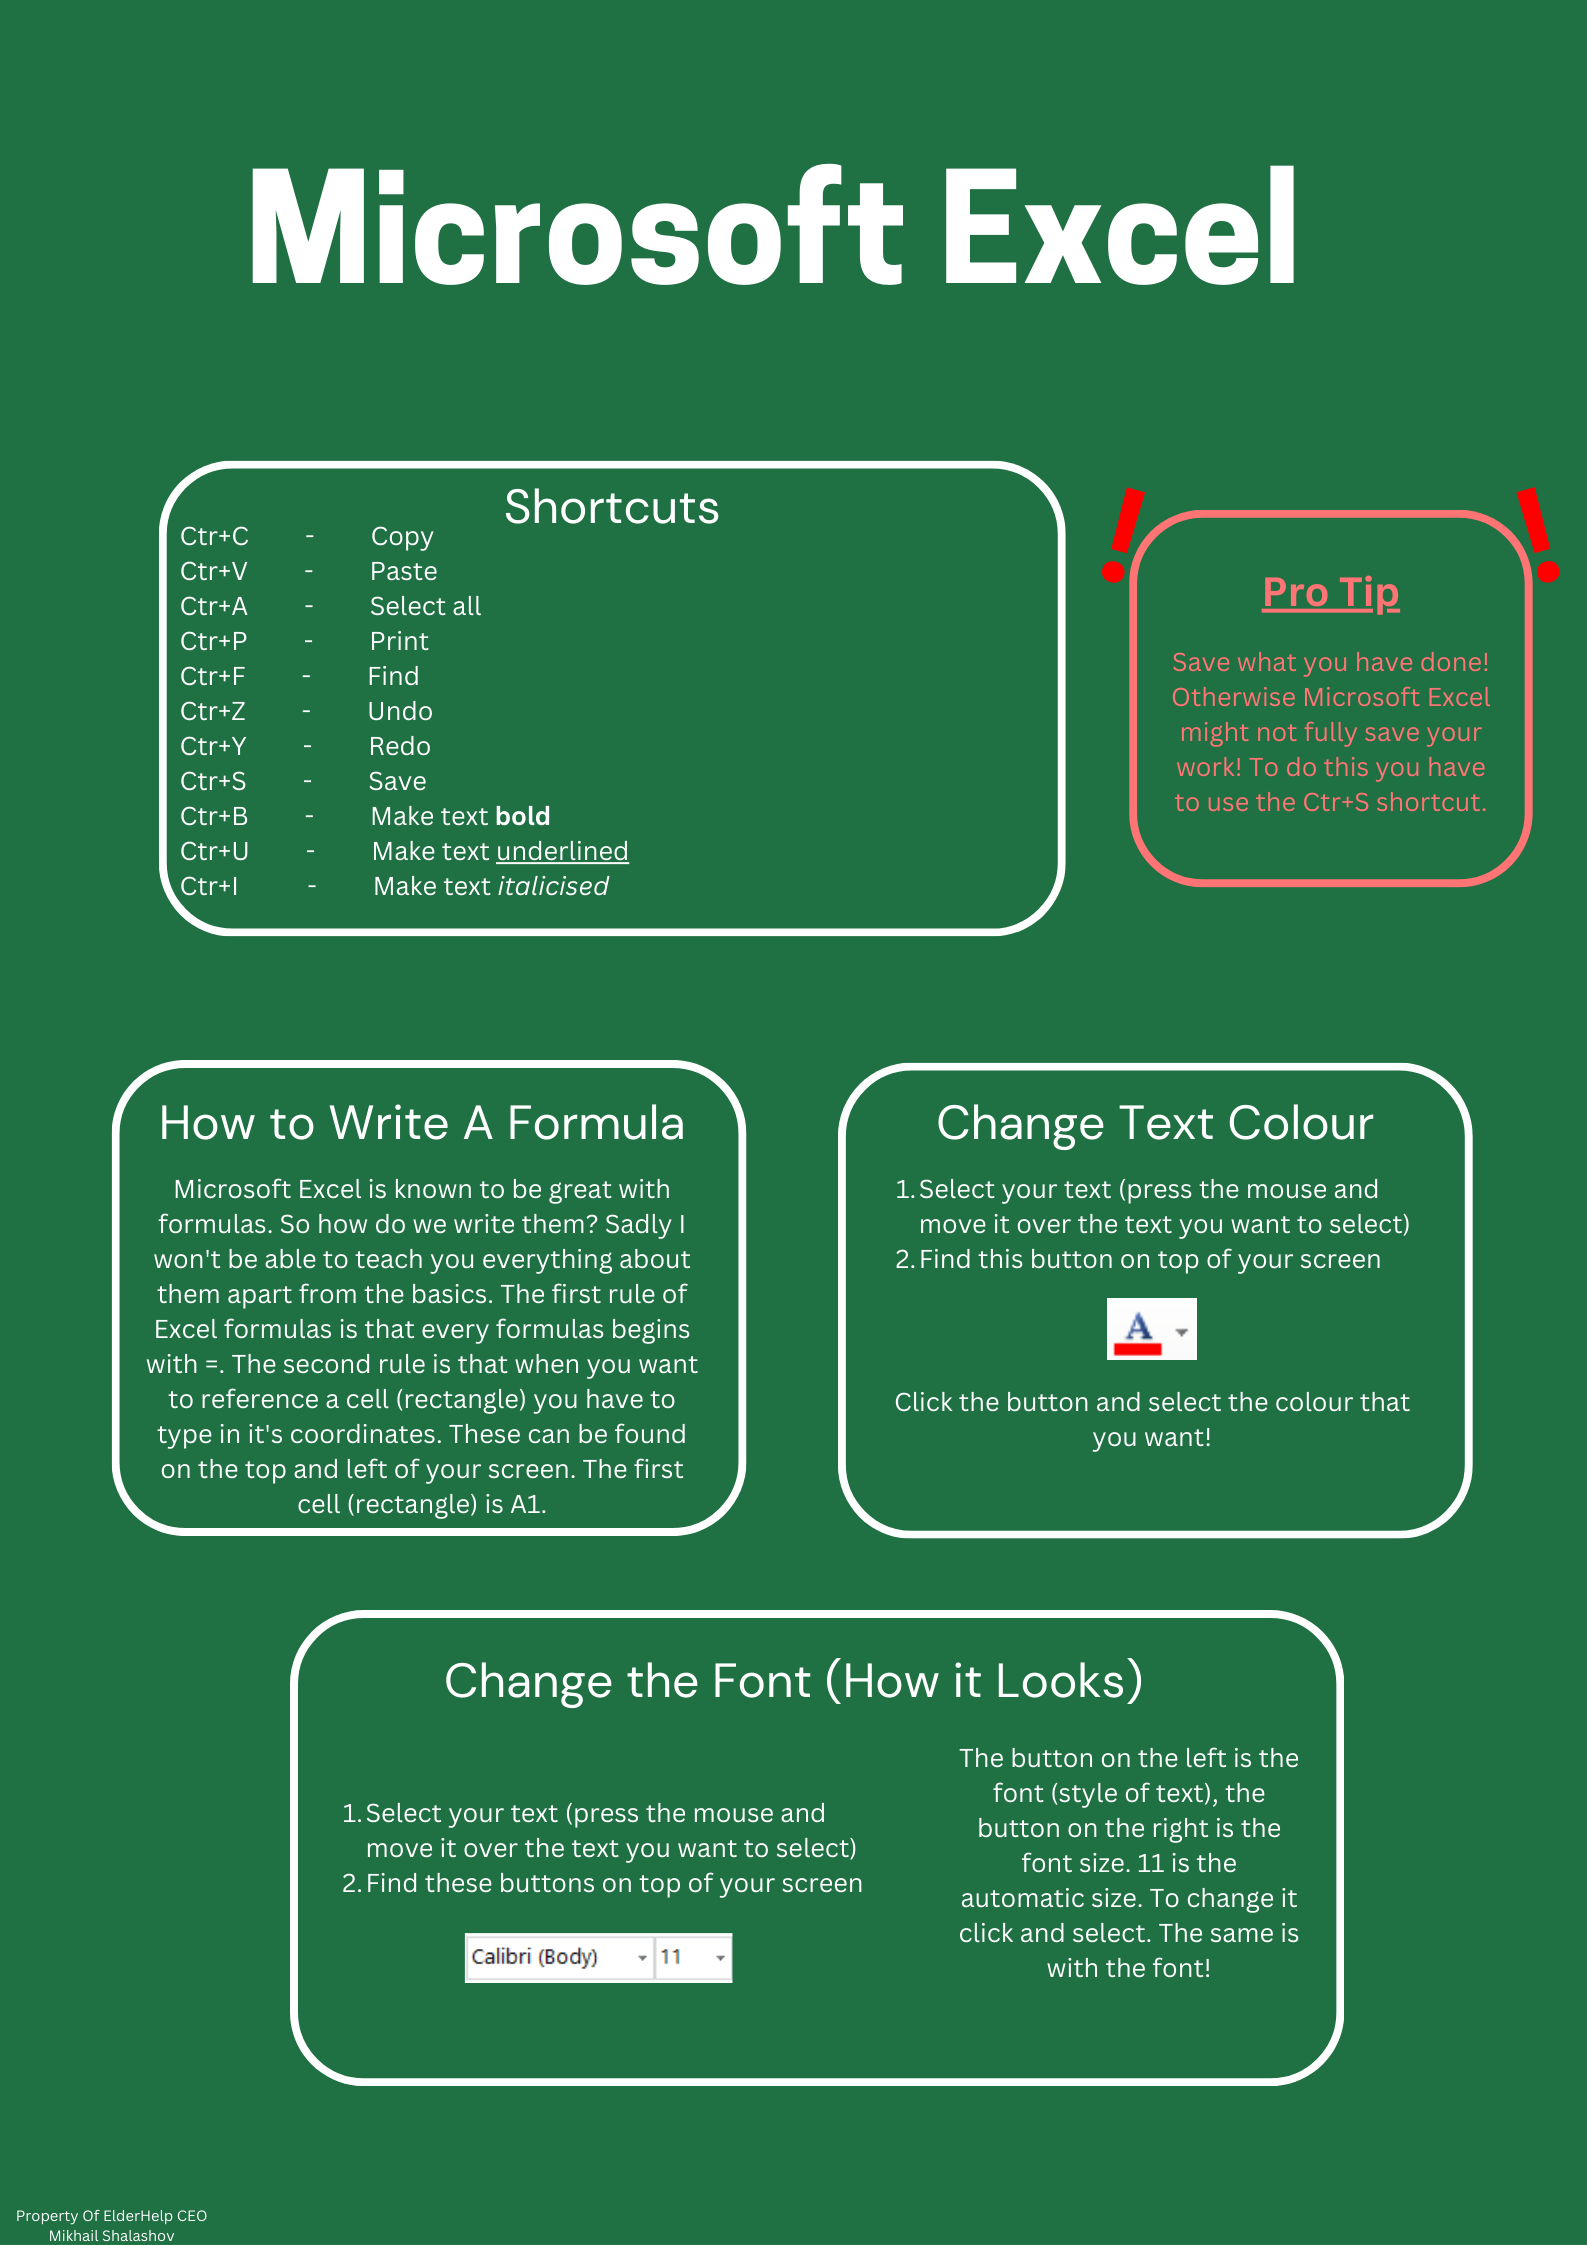 Microsoft Excel
Shortcuts
Ctr+C - Copy
Ctr+V - Paste
Ctr+A - Select all
Ctr+P - Print
Ctr+F - Find
Ctr+Z - Undo
Ctr+Y - Redo
Ctr+S - Save
Ctr+B - Make text bold
Ctr+U - Make text underlined
Ctr+I - Make text italicised
! !
Pro Tip
Save what you have done!
Otherwise Microsoft Excel
might not fully save your
work! To do this you have
to use the Ctr+S shortcut.
How to Write A Formula
Microsoft Excel is known to be great with
formulas. So how do we write them? Sadly I
won't be able to teach you everything about
them apart from the basics. The first rule of
Excel formulas is that every formulas begins
with =. The second rule is that when you want
to reference a cell (rectangle) you have to
type in it's coordinates. These can be found
on the top and left of your screen. The first
cell (rectangle) is A1.
Change Text Colour
1. Select your text (press the mouse and
move it over the text you want to select)
2. Find this button on top of your screen
A
Click the button and select the colour that
you want!
Change the Font (How it Looks)
1. Select your text (press the mouse and
move it over the text you want to select)
2. Find these buttons on top of your screen
Calibri (Body) 11
The button on the left is the
font (style of text), the
button on the right is the
font size. 11 is the
automatic size. To change it
click and select. The same is
with the font!
Property Of ElderHelp CEO
Mikhail Shalashov